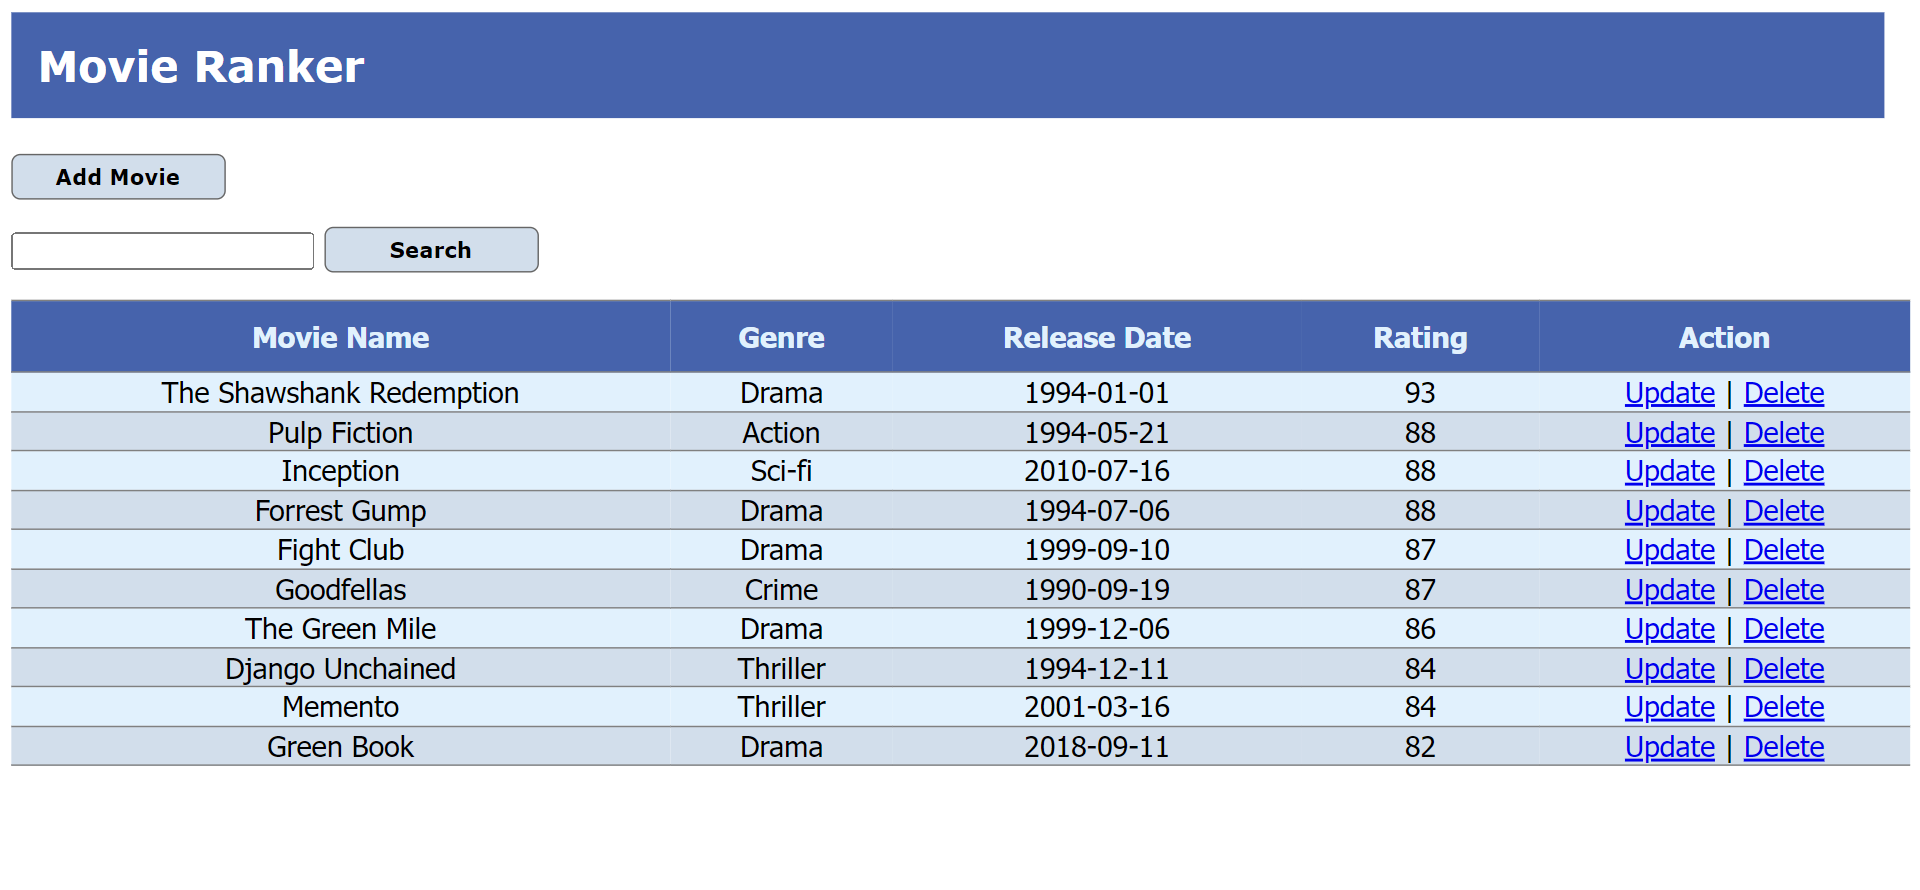 Movie Ranker
Add Movie
Search
Movie Name Genre Release Date Rating Action
The Shawshank Redemption Drama 1994-01-01 93 Update | Delete
Pulp Fiction Action 1994-05-21 88 Update | Delete
Inception Sci-fi 2010-07-16 88 Update | Delete
Forrest Gump Drama 1994-07-06 88 Update | Delete
Fight Club Drama 1999-09-10 87 Update | Delete
Goodfellas Crime 1990-09-19 87 Update | Delete
The Green Mile Drama 1999-12-06 86 Update | Delete
Django Unchained Thriller 1994-12-11 84 Update | Delete
Memento Thriller 2001-03-16 84 Update | Delete
Green Book Drama 2018-09-11 82 Update | Delete